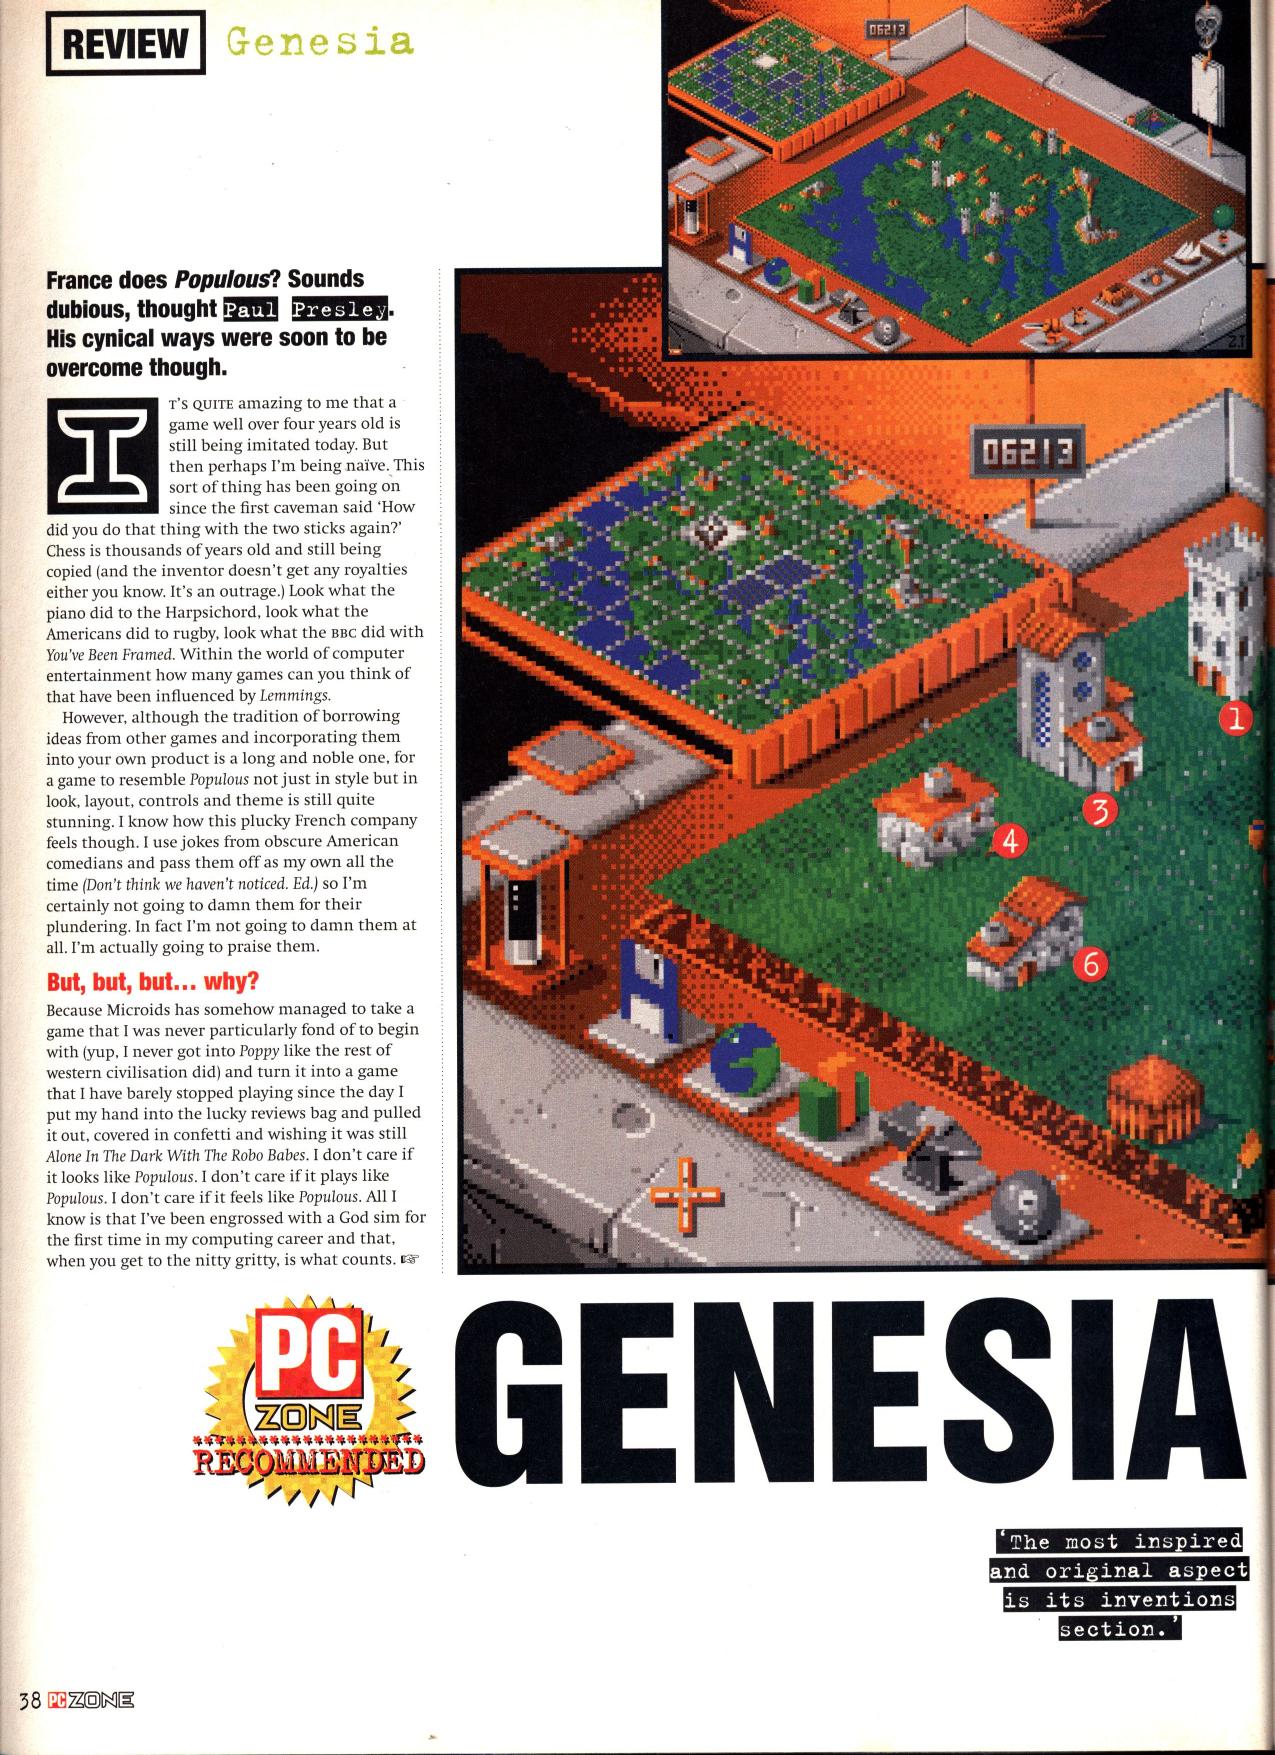 REVIEW Genesia
06213
Z.T
France does Populous? Sounds
dubious, thought Paul Presley.
His cynical ways were soon to be
overcome though.
IT'S QUITE amazing to me that a
game well over four years old is
still being imitated today. But
then perhaps I'm being naïve. This
sort of thing has been going on
since the first caveman said 'How
did you do that thing with the two sticks again?'
Chess is thousands of years old and still being
copied (and the inventor doesn't get any royalties
either you know. It's an outrage.) Look what the
piano did to the Harpsichord, look what the
Americans did to rugby, look what the BBC did with
You've Been Framed. Within the world of computer
entertainment how many games can you think of
that have been influenced by Lemmings.
However, although the tradition of borrowing
ideas from other games and incorporating them
into your own product is a long and noble one, for
a game to resemble Populous not just in style but in
look, layout, controls and theme is still quite
stunning. I know how this plucky French company
feels though. I use jokes from obscure American
comedians and pass them off as my own all the
time (Don't think we haven't noticed. Ed.) so I'm
certainly not going to damn them for their
plundering. In fact I'm not going to damn them at
all. I'm actually going to praise them.
But, but, but... why?
Because Microids has somehow managed to take a
game that I was never particularly fond of to begin
with (yup, I never got into Poppy like the rest of
western civilisation did) and turn it into a game
that I have barely stopped playing since the day I
put my hand into the lucky reviews bag and pulled
it out, covered in confetti and wishing it was still
Alone In The Dark With The Robo Babes. I don't care if
it looks like Populous. I don't care if it plays like
Populous. I don't care if it feels like Populous. All I
know is that I've been engrossed with a God sim for
the first time in my computing career and that,
when you get to the nitty gritty, is what counts. ☞
06213
1
3
4
6
PC
ZONE
RECOMMENDED
GENESIA
'The most inspired
and original aspect
is its inventions
section.'
38 PC ZONE